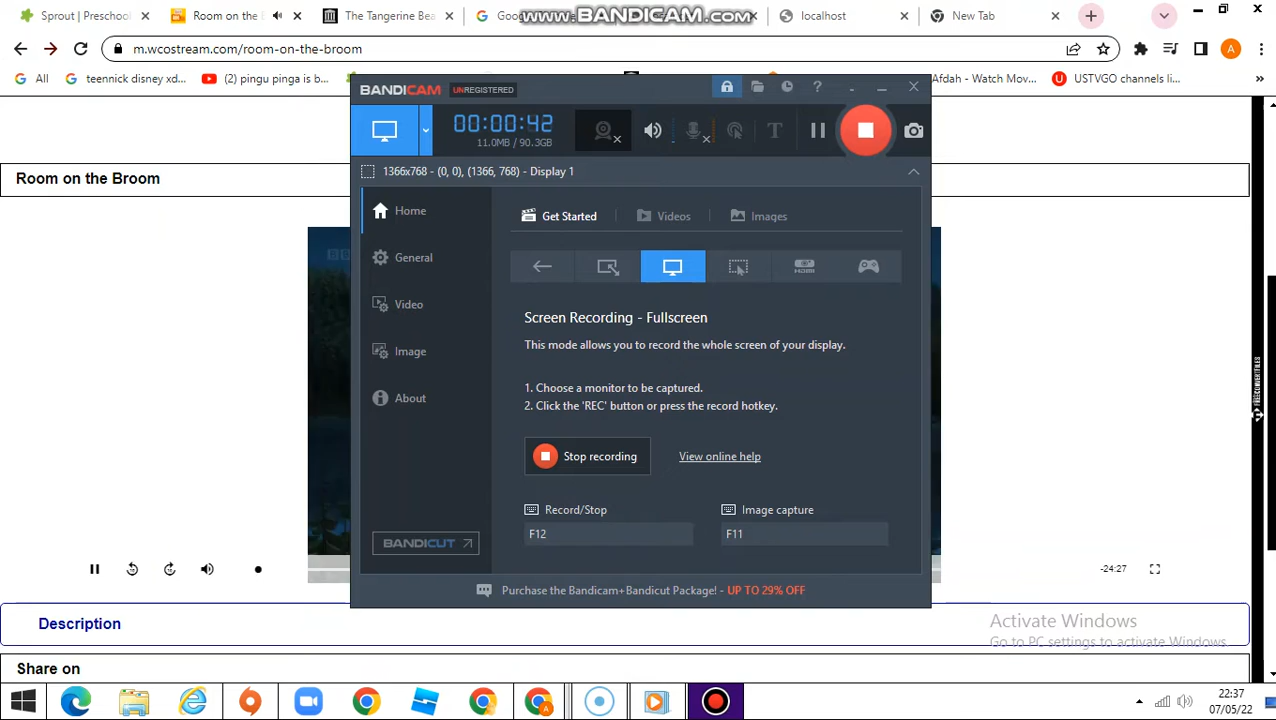 Sprout | Preschool
Room on the B
The Tangerine Bea
Goo
www.BANDICAM.com
localhost
New Tab
m.wcostream.com/room-on-the-broom
A
All
teennick disney xd...
(2) pingu pinga is b...
Afdah - Watch Mov...
USTVGO channels li...
»
BANDICAM
UNREGISTERED
?
00:00:42
11.0MB / 90.3GB
T
1366x768 - (0, 0), (1366, 768) - Display 1
Room on the Broom
Home
General
Video
Image
About
BANDICUT
Get Started
Videos
Images
HDMI
Screen Recording - Fullscreen
This mode allows you to record the whole screen of your display.
1. Choose a monitor to be captured.
2. Click the 'REC' button or press the record hotkey.
Stop recording
View online help
Record/Stop
Image capture
F12
F11
Purchase the Bandicam+Bandicut Package! - UP TO 29% OFF
FREECONVERT.FILES
-24:27
Description
Activate Windows
Go to PC settings to activate Windows.
Share on
22:37
07/05/22